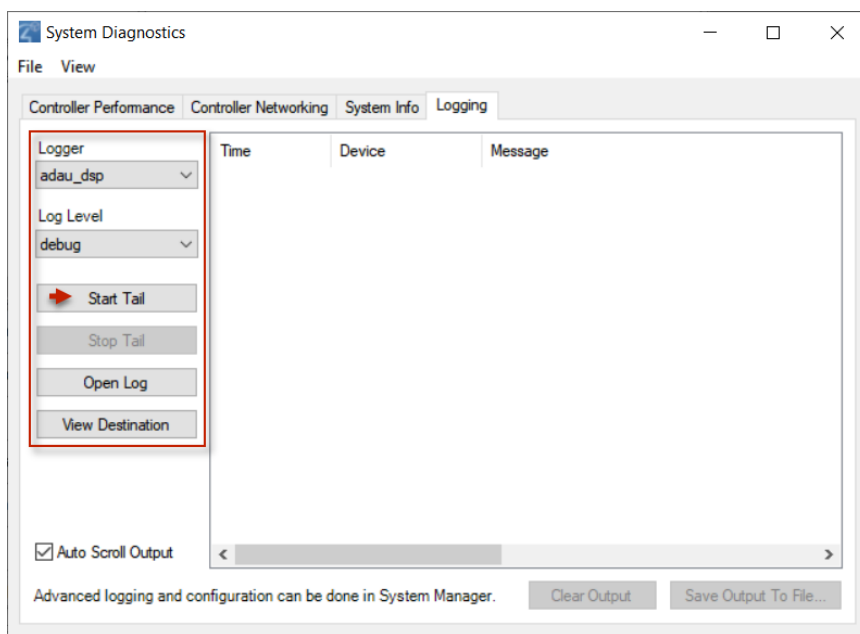 System Diagnostics
File View
Controller Performance Controller Networking System Info Logging
Logger
adau_dsp
Log Level
debug
Start Tail
Stop Tail
Open Log
View Destination
Time Device Message
Auto Scroll Output
Advanced logging and configuration can be done in System Manager. Clear Output Save Output To File...